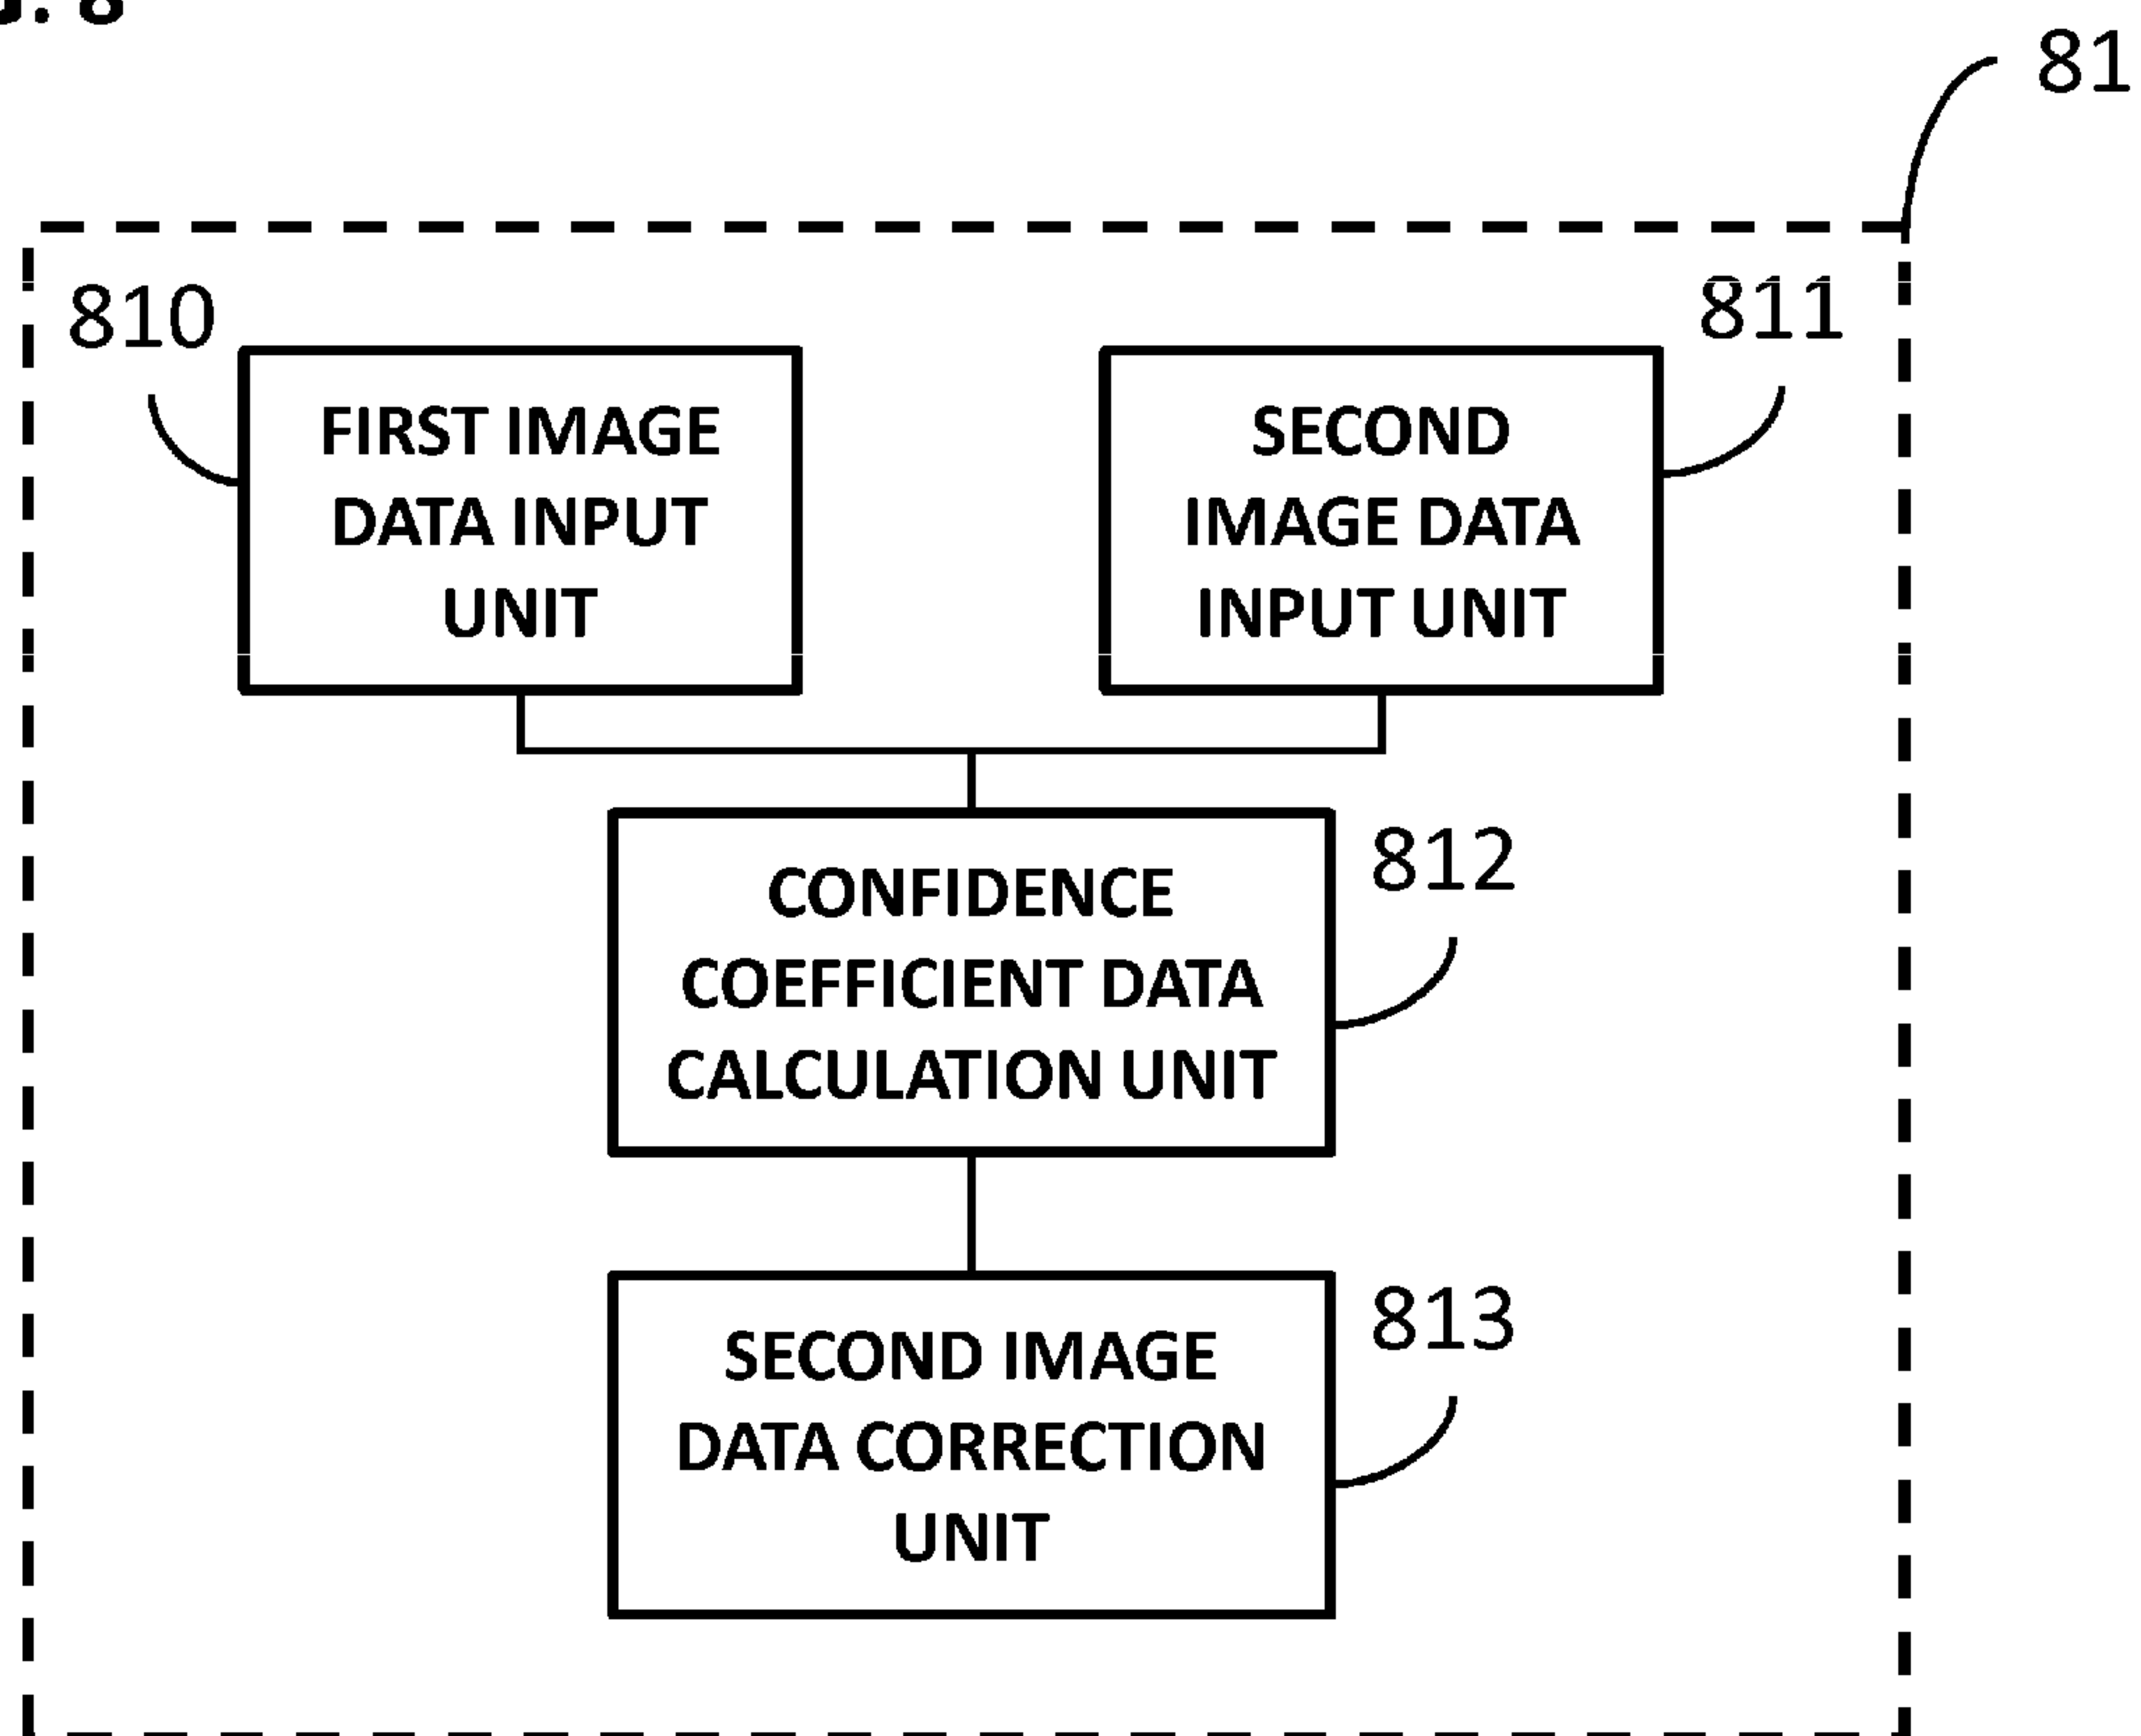 8
81
810
811
FIRST IMAGE
DATA INPUT
UNIT
SECOND
IMAGE DATA
INPUT UNIT
812
CONFIDENCE
COEFFICIENT DATA
CALCULATION UNIT
813
SECOND IMAGE
DATA CORRECTION
UNIT